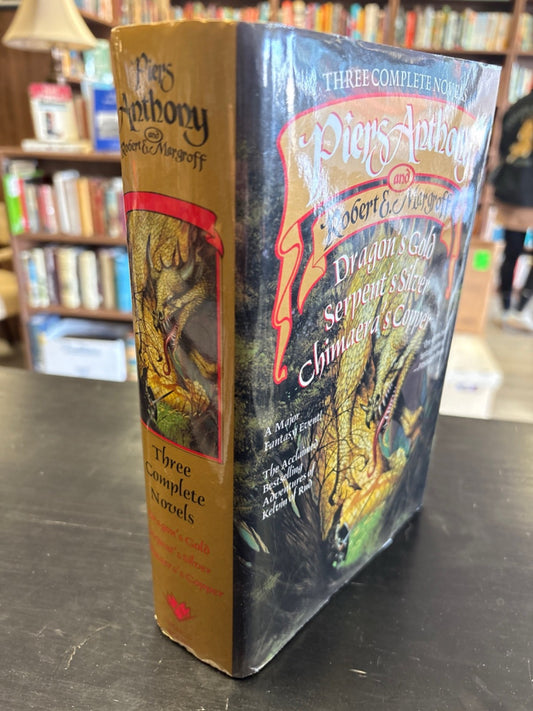 Piers
Anthony
and
Robert E. Margroff
Three
Complete
Novels
Dragon's Gold
Serpent's Silver
Chimaera's Copper
THREE COMPLETE NOVELS
Piers Anthony
and
Robert E. Margroff
Dragon's Gold
Serpent's Silver
Chimaera's Copper
A Major
Fantasy Event!
The Acclaimed
Bestselling
Adventures of
Kelvin of Rud